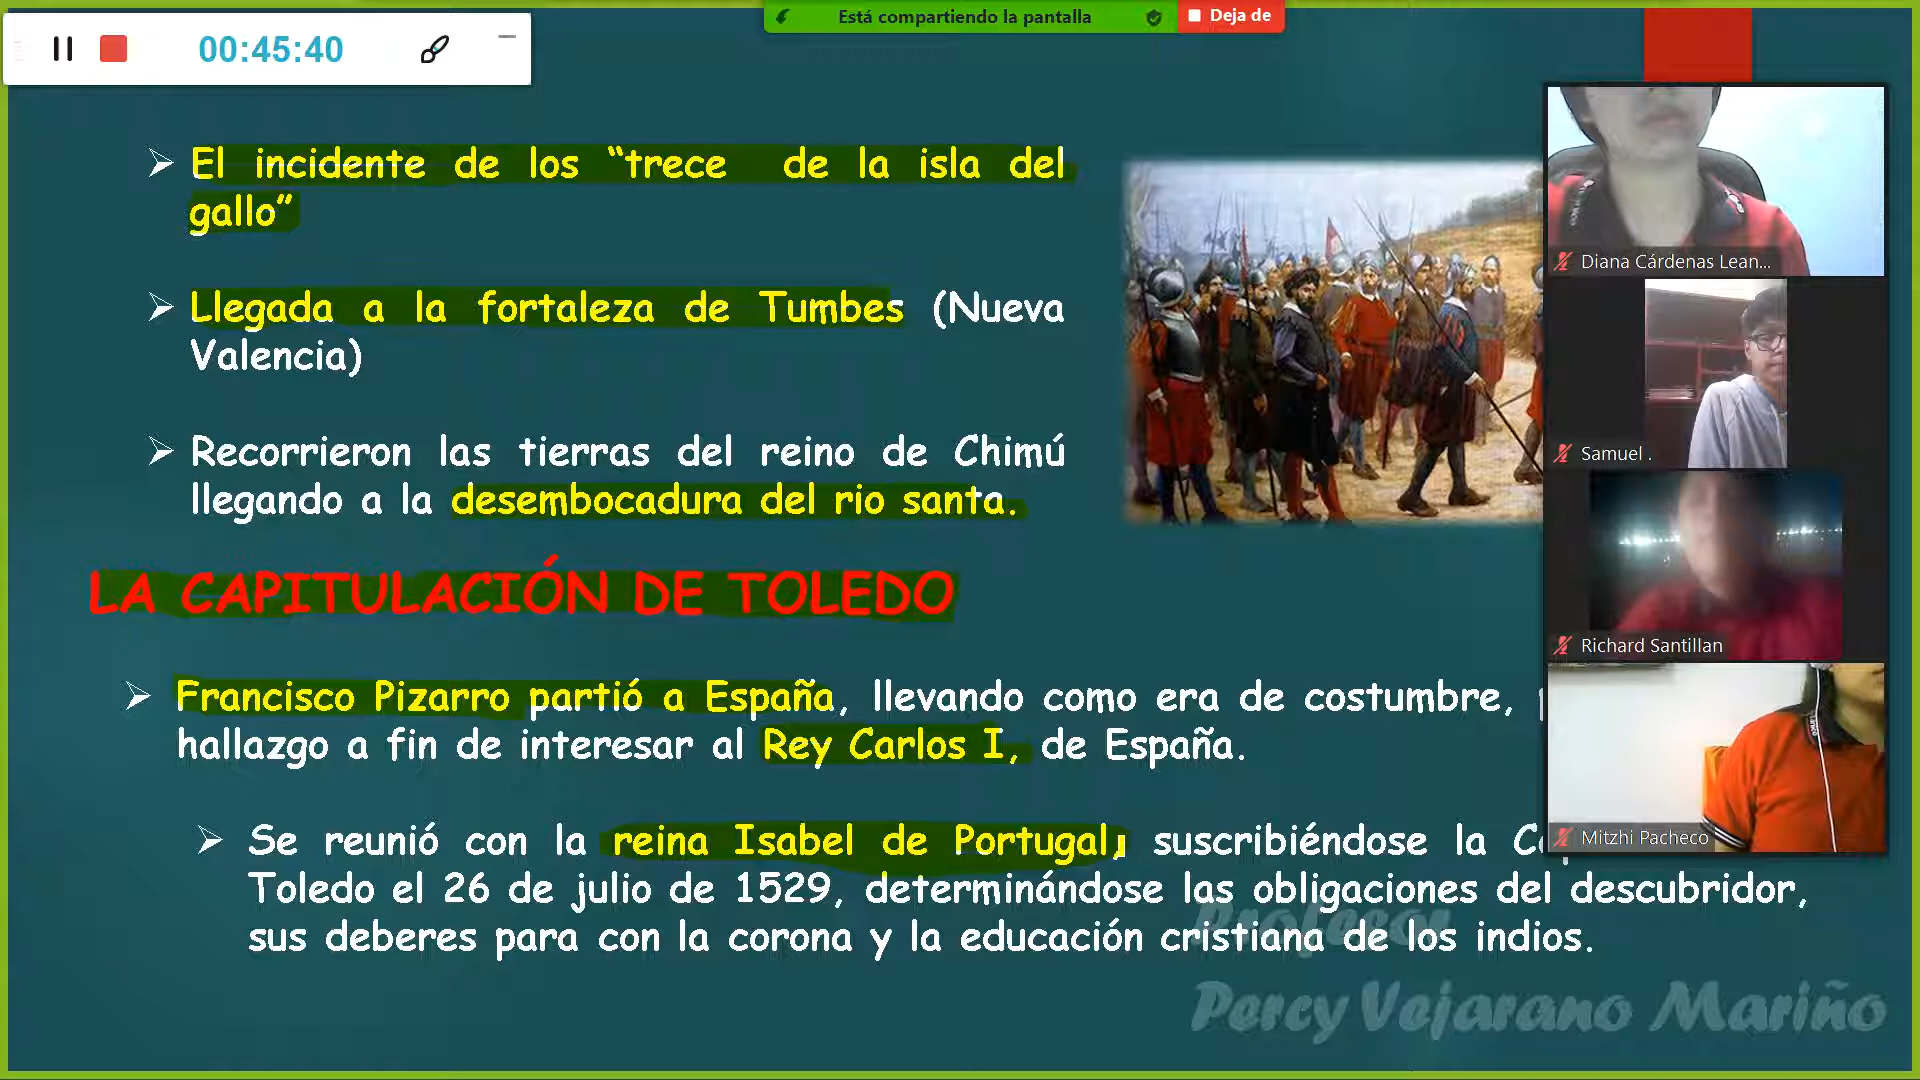 Está compartiendo la pantalla
Deja de
00:45:40
El incidente de los “trece de la isla del
gallo”
Llegada a la fortaleza de Tumbes (Nueva
Valencia)
Recorrieron las tierras del reino de Chimú
llegando a la desembocadura del rio santa.
LA CAPITULACIÓN DE TOLEDO
Francisco Pizarro partió a España, llevando como era de costumbre,
hallazgo a fin de interesar al Rey Carlos I, de España.
Se reunió con la reina Isabel de Portugal, suscribiéndose la
Toledo el 26 de julio de 1529, determinándose las obligaciones del descubridor,
sus deberes para con la corona y la educación cristiana de los indios.
Profesor
Percy Vejarano Mariño
Diana Cárdenas Lean...
Samuel .
Richard Santillan
Mitzhi Pacheco